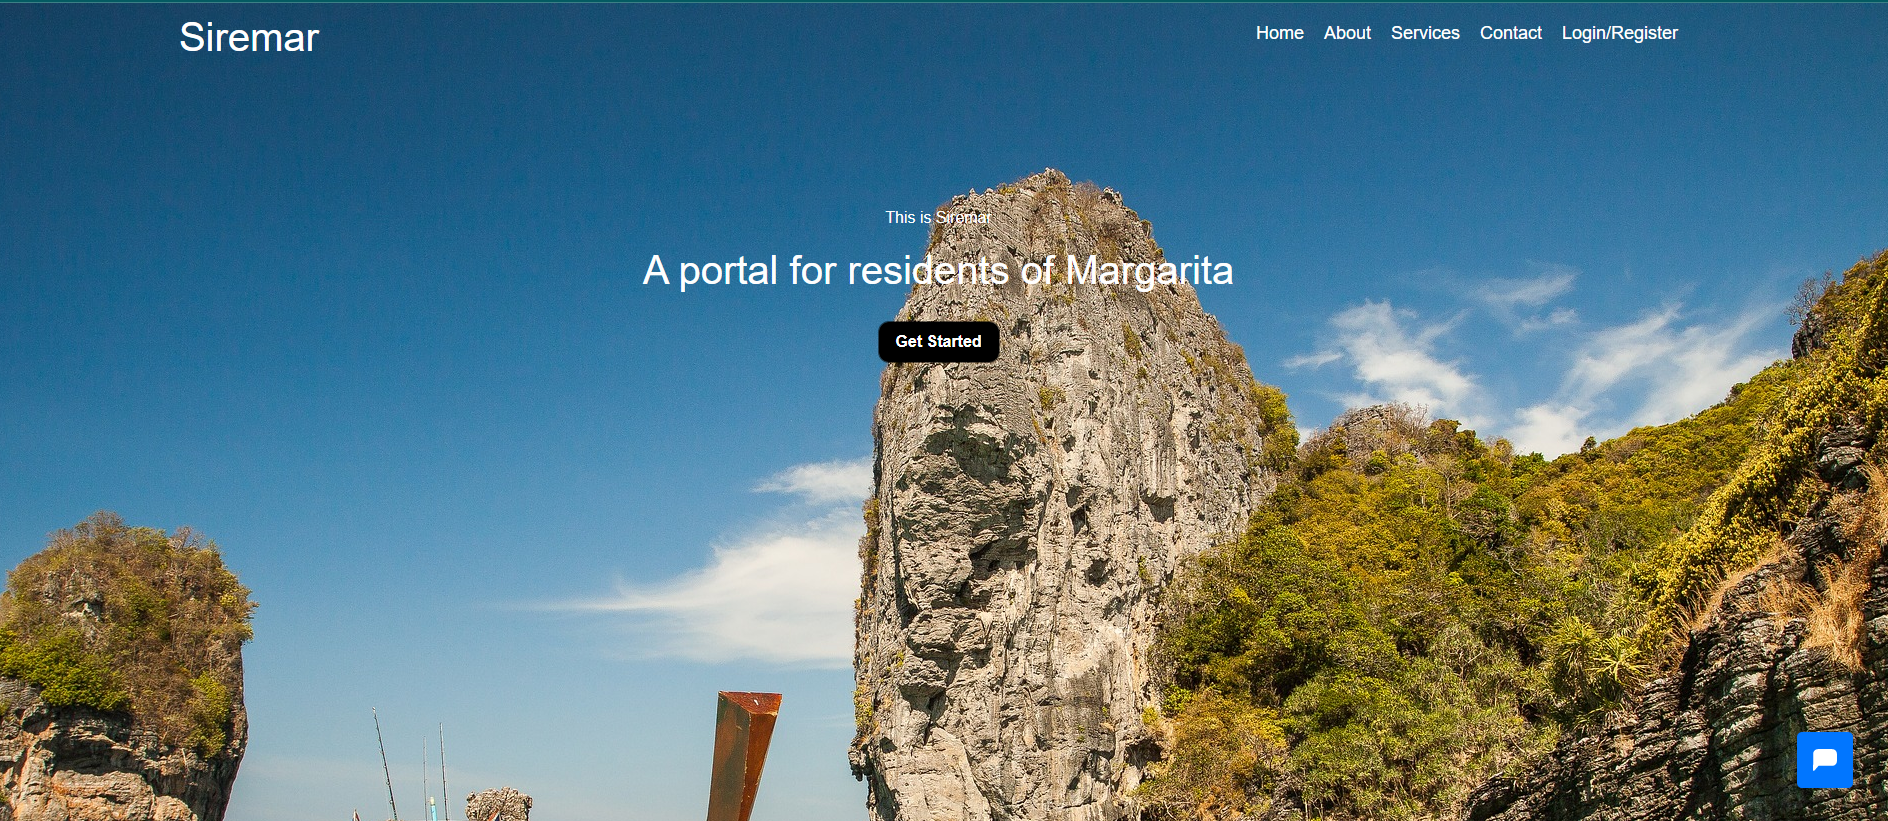 Siremar
Home About Services Contact Login/Register
This is Siremar
A portal for residents of Margarita
Get Started